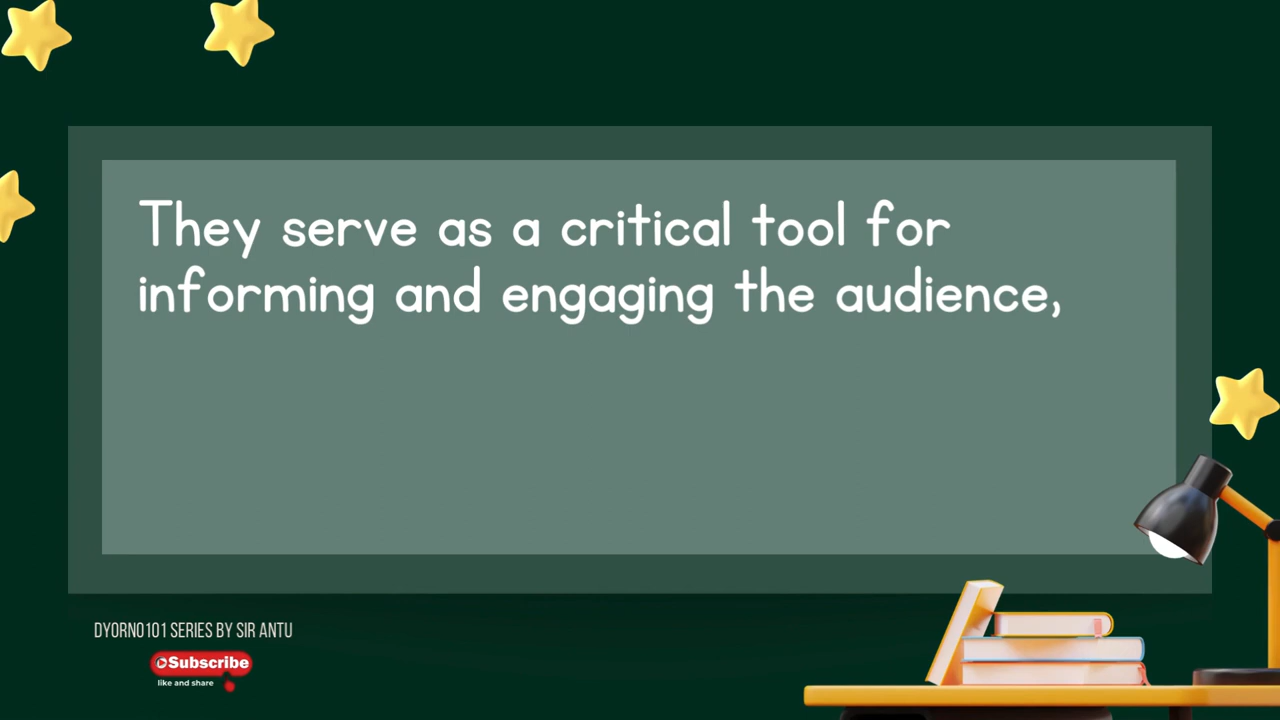 They serve as a critical tool for
informing and engaging the audience,
DYORNO101 SERIES BY SIR ANTU
Subscribe
like and share